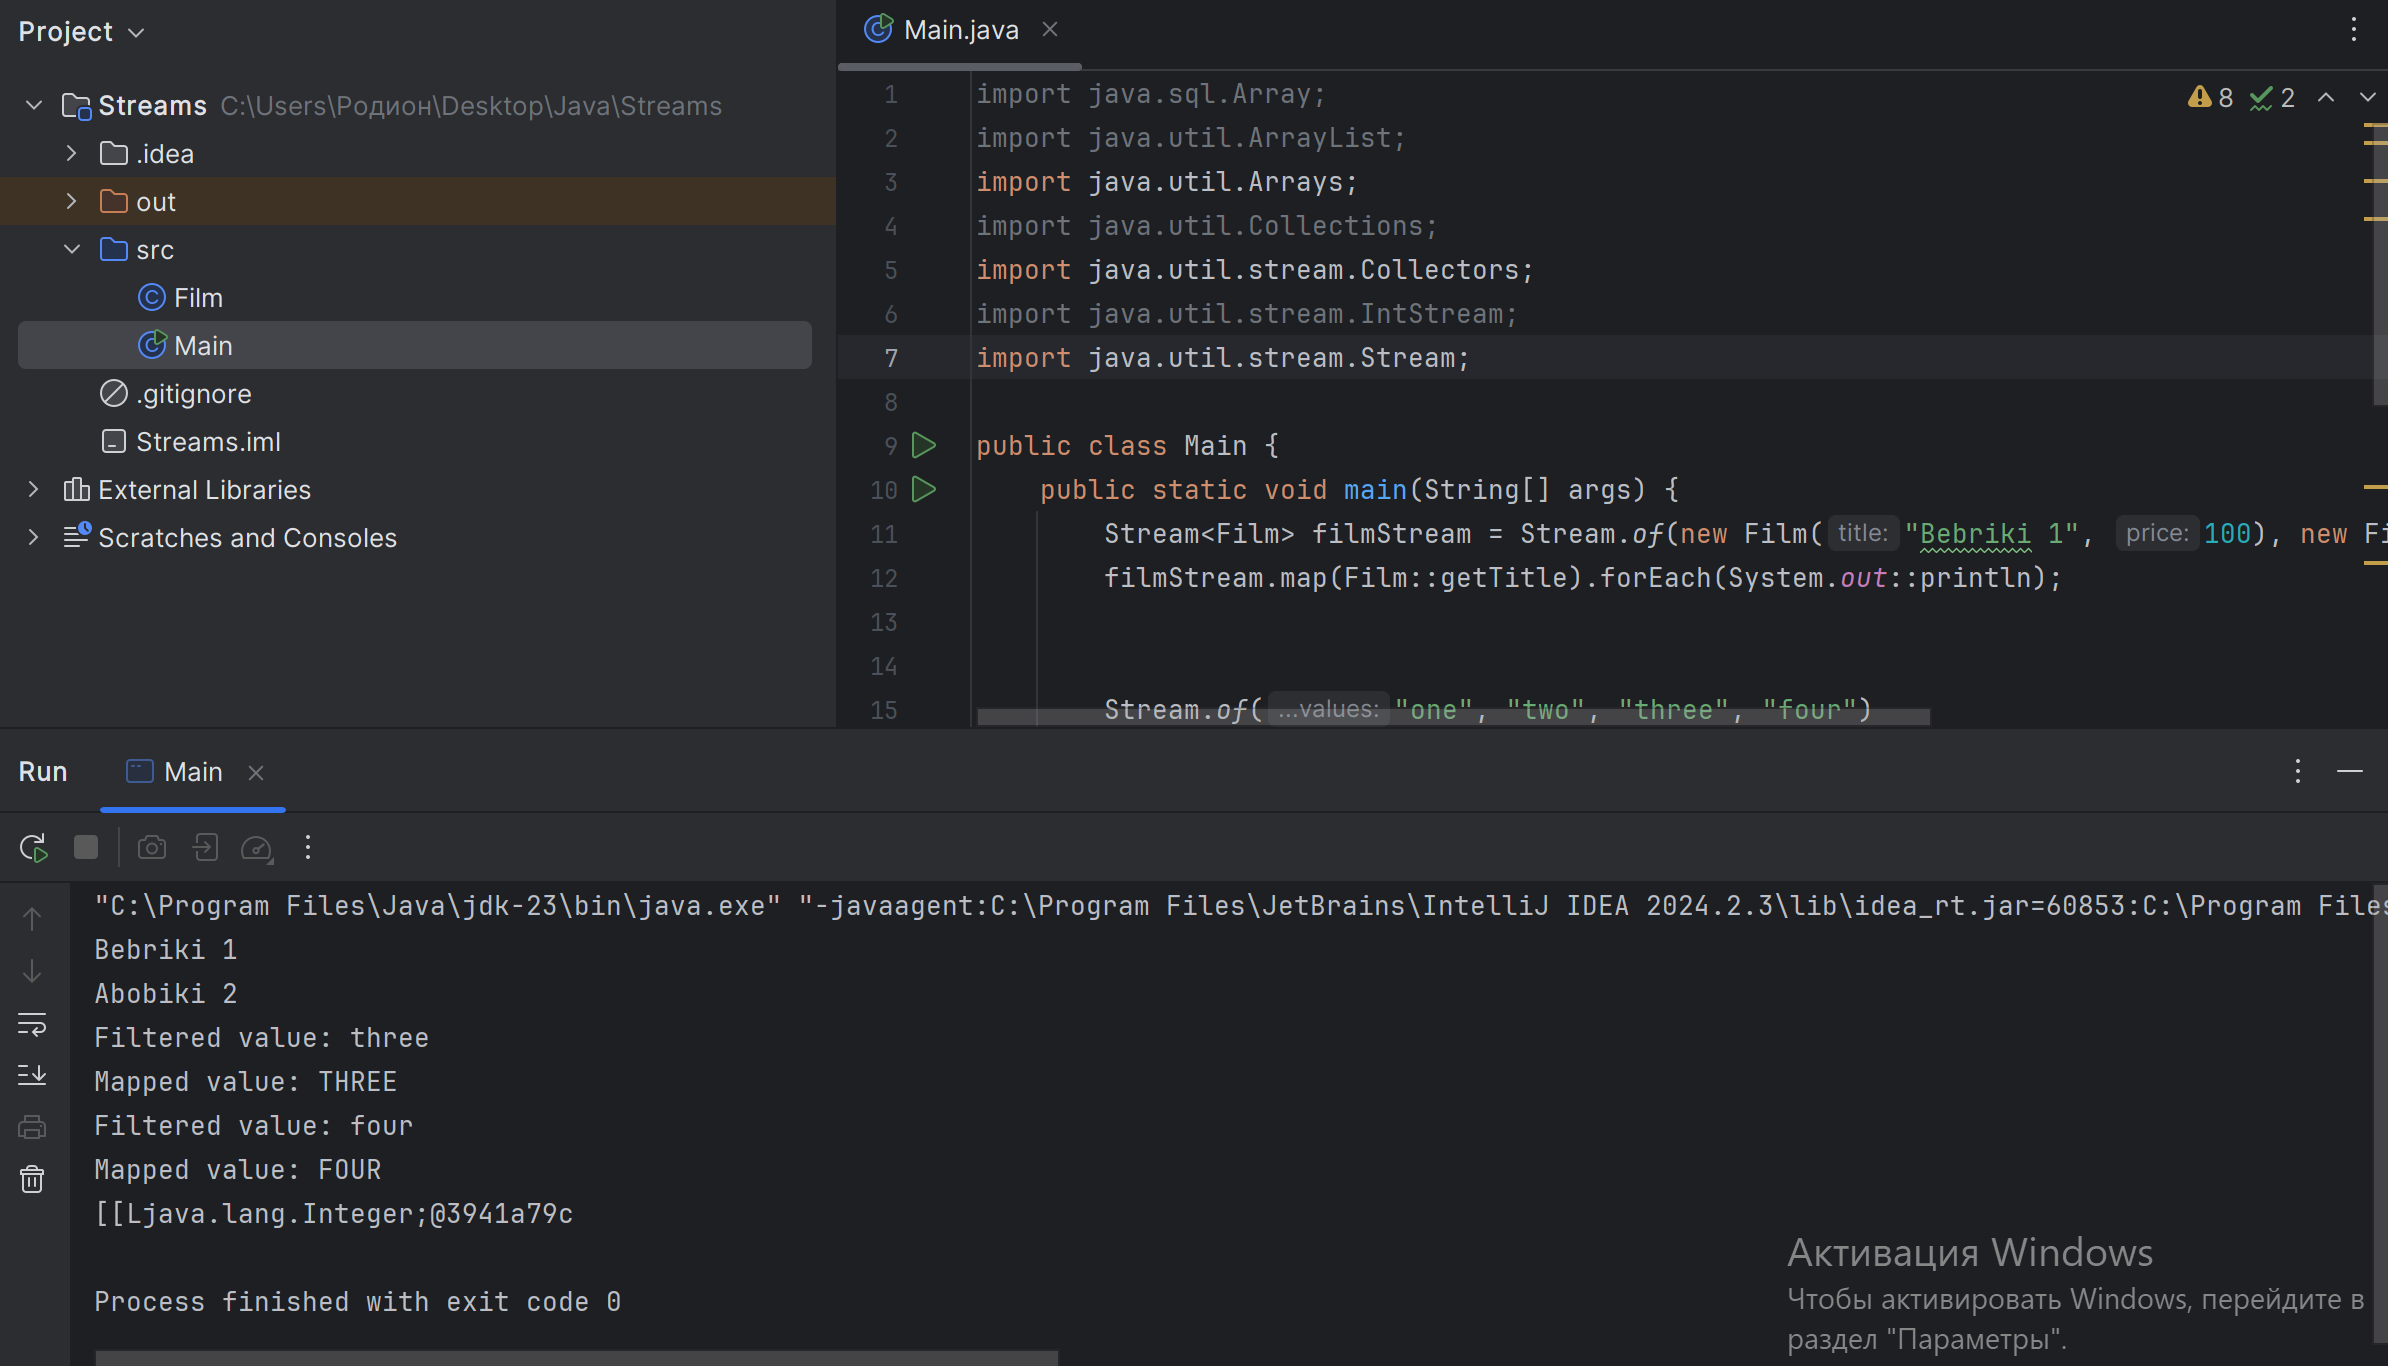 Project
Streams C:\Users\Родион\Desktop\Java\Streams
.idea
out
src
Film
Main
.gitignore
Streams.iml
External Libraries
Scratches and Consoles
Main.java
8 2
1 import java.sql.Array;
2 import java.util.ArrayList;
3 import java.util.Arrays;
4 import java.util.Collections;
5 import java.util.stream.Collectors;
6 import java.util.stream.IntStream;
7 import java.util.stream.Stream;
8
9 public class Main {
10 public static void main(String[] args) {
11 Stream<Film> filmStream = Stream.of(new Film( title: "Bebriki 1", price: 100), new Fi
12 filmStream.map(Film::getTitle).forEach(System.out::println);
13
14
15 Stream.of( ...values: "one", "two", "three", "four")
Run Main
"C:\Program Files\Java\jdk-23\bin\java.exe" "-javaagent:C:\Program Files\JetBrains\IntelliJ IDEA 2024.2.3\lib\idea_rt.jar=60853:C:\Program Files
Bebriki 1
Abobiki 2
Filtered value: three
Mapped value: THREE
Filtered value: four
Mapped value: FOUR
[[Ljava.lang.Integer;@3941a79c
Process finished with exit code 0
Активация Windows
Чтобы активировать Windows, перейдите в
раздел "Параметры".